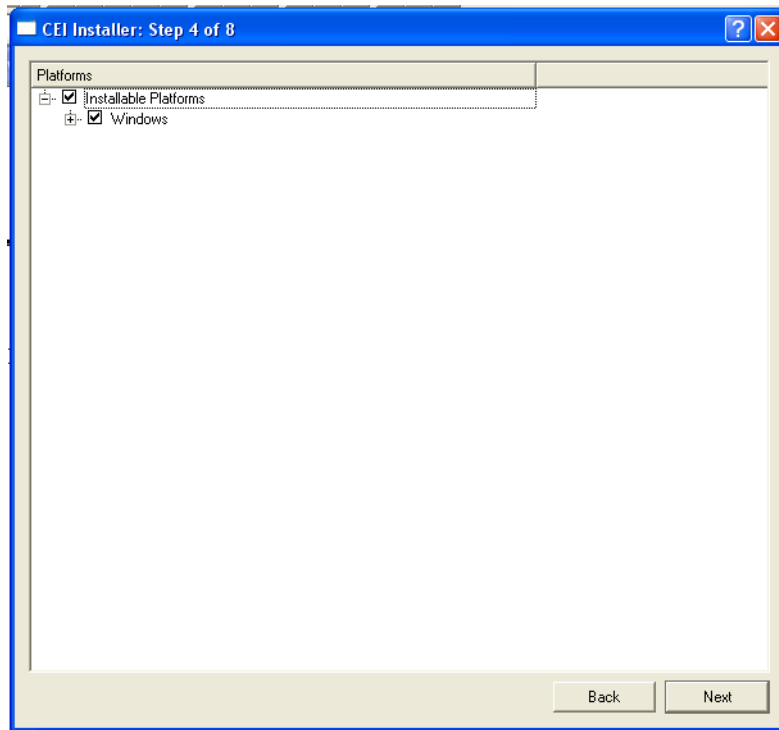 CEI Installer: Step 4 of 8
Platforms
Installable Platforms
Windows
Back Next